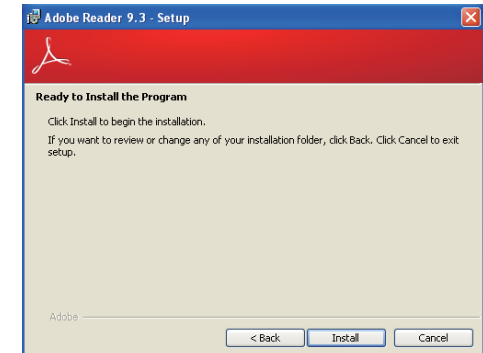 Adobe Reader 9.3 - Setup
Ready to Install the Program
Click Install to begin the installation.
If you want to review or change any of your installation folder, click Back. Click Cancel to exit
setup.
Adobe
< Back Install Cancel